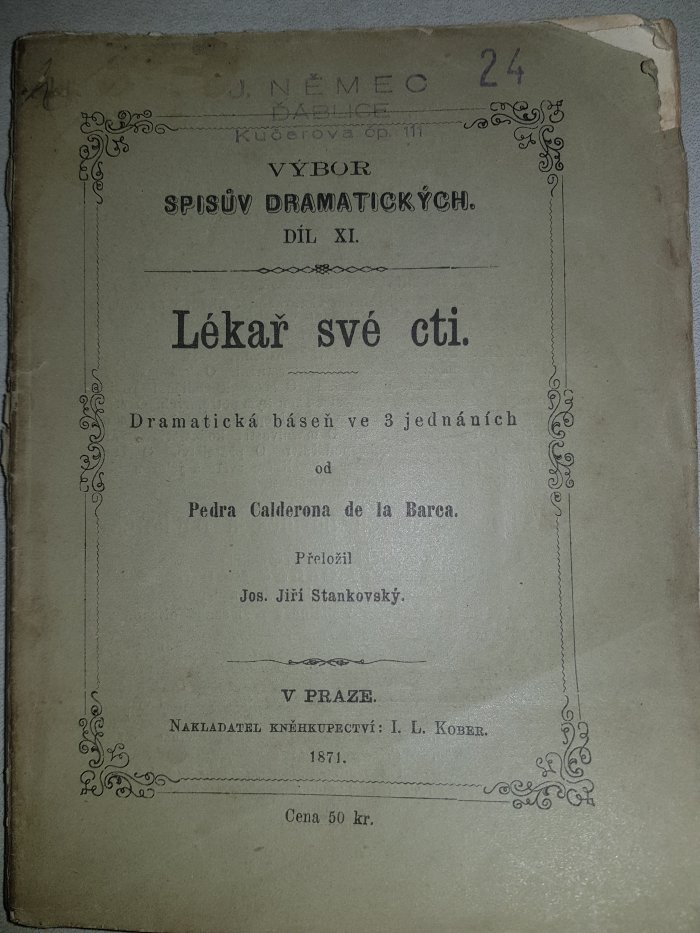 24
J. NĚMEC
ĎÁBLICE
Kučerova čp. 111
VÝBOR
SPISŮV DRAMATICKÝCH.
DÍL XI.
Lékař své cti.
Dramatická báseň ve 3 jednáních
od
Pedra Calderona de la Barca.
Přeložil
Jos. Jiří Stankovský.
V PRAZE.
NAKLADATEL KNĚHKUPECTVÍ: I. L. KOBER.
1871.
Cena 50 kr.